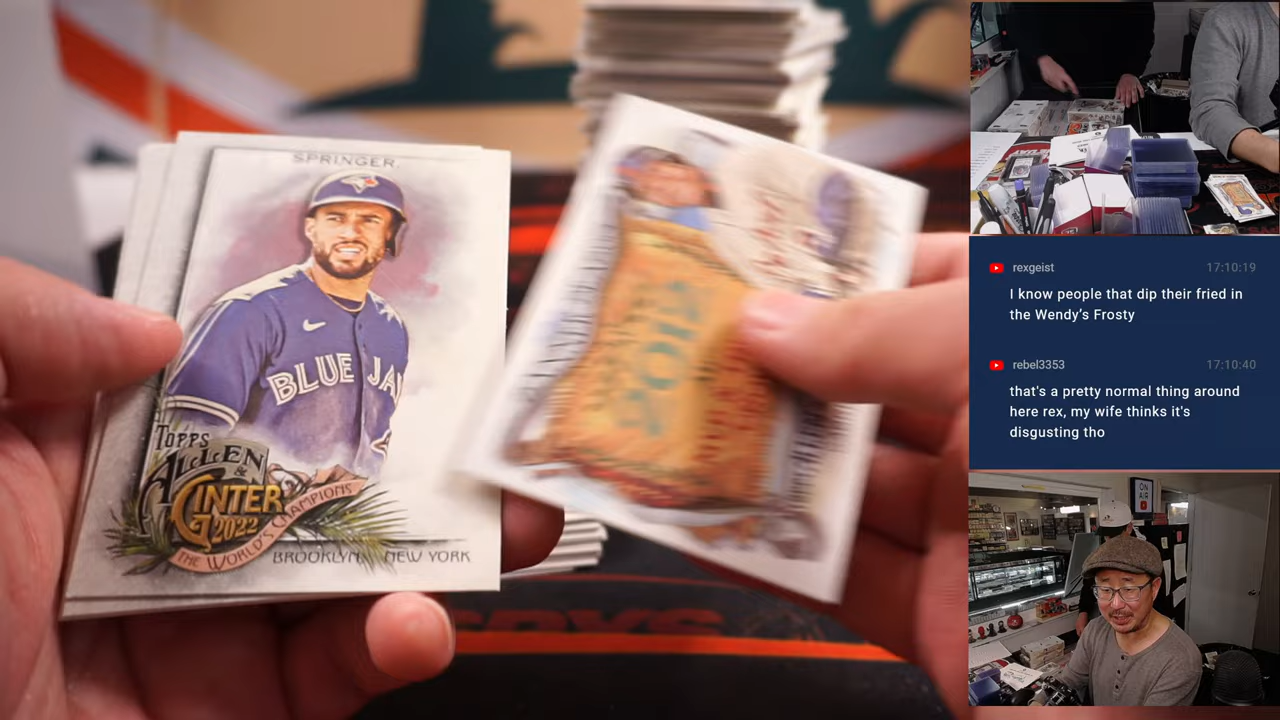 SPRINGER.
BLUE JA
TOPPS
ALLEN
&
GINTER
2022
THE WORLD'S CHAMPIONS
BROOKLYN, NEW YORK
rexgeist
17:10:19
I know people that dip their fried in
the Wendy's Frosty
rebel3353
17:10:40
that's a pretty normal thing around
here rex, my wife thinks it's
disgusting tho
ON
AIR